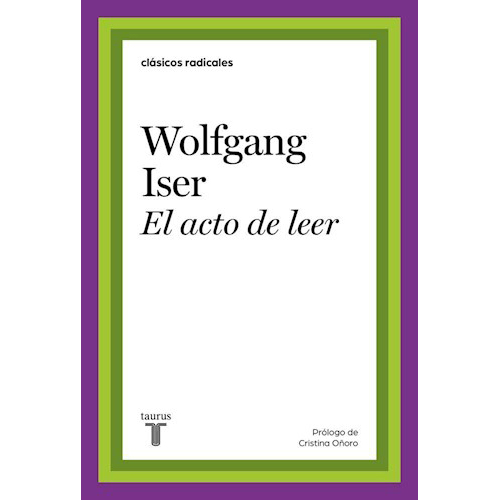 clásicos radicales
Wolfgang
Iser
El acto de leer
taurus
Prólogo de
Cristina Oñoro